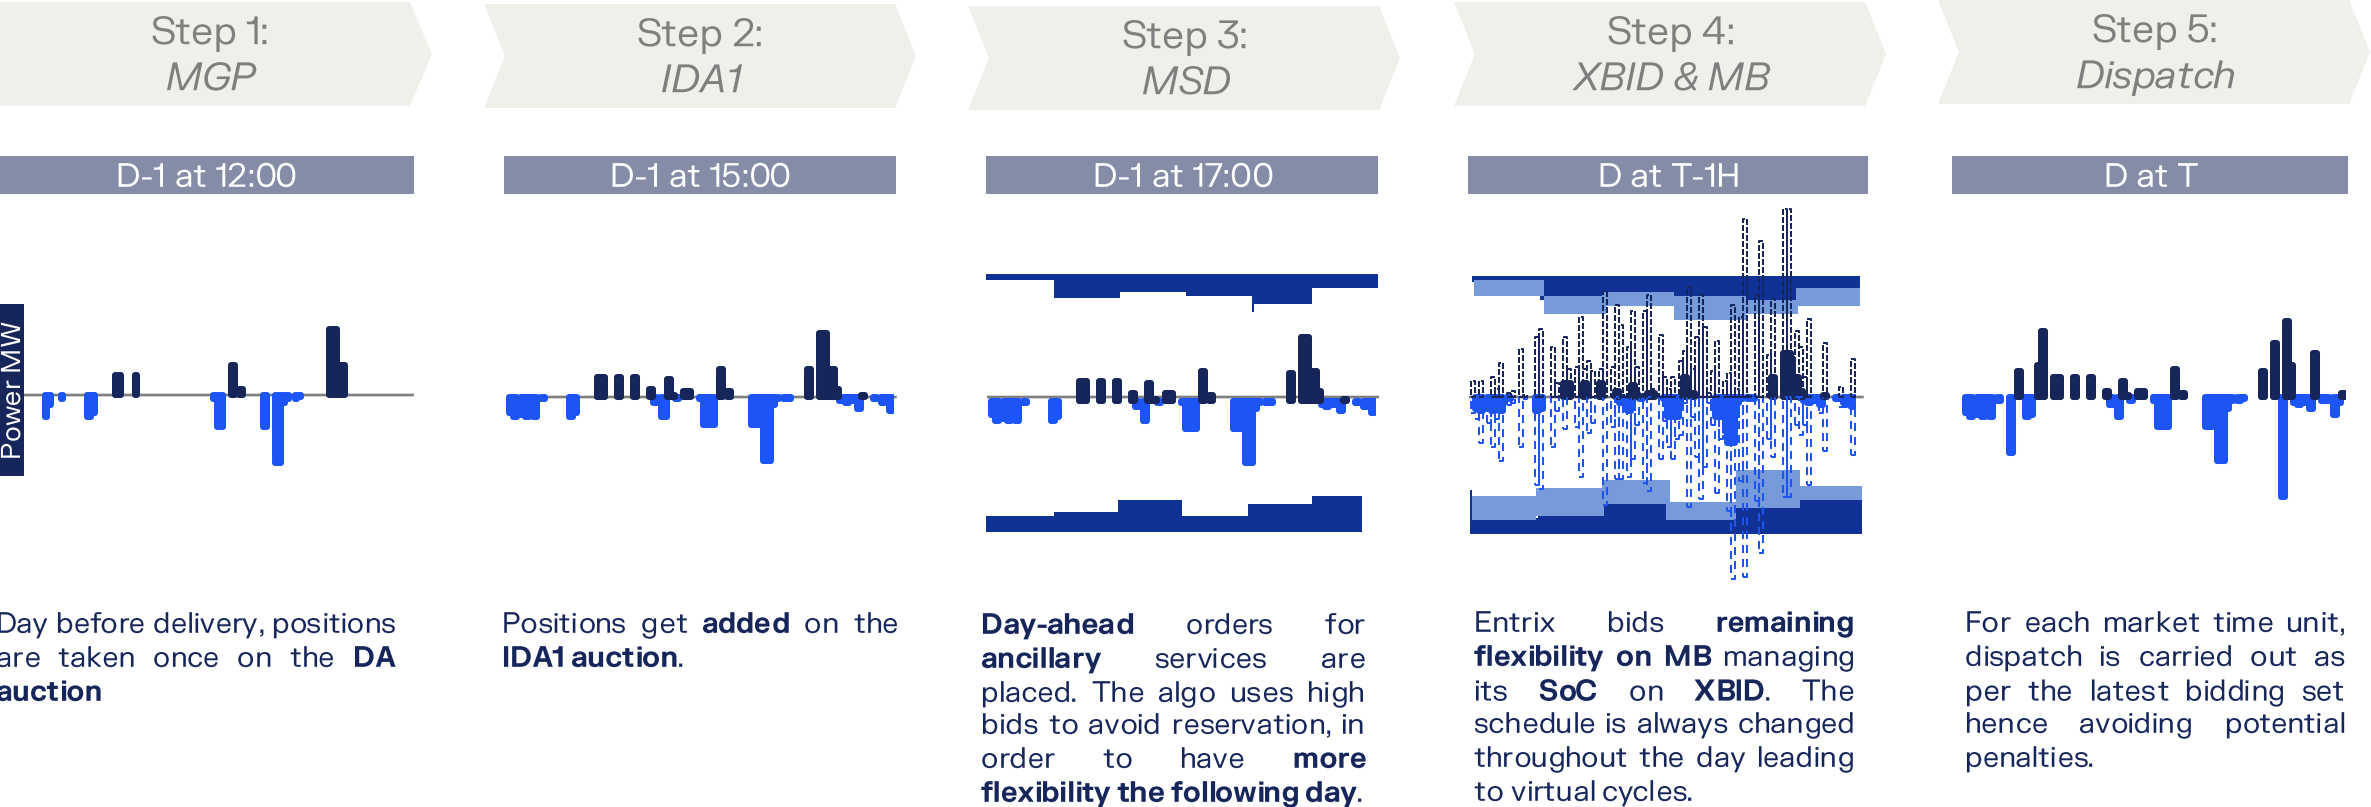 Step 1:
MGP
Step 2:
IDA1
Step 3:
MSD
Step 4:
XBID & MB
Step 5:
Dispatch
D-1 at 12:00
D-1 at 15:00
D-1 at 17:00
D at T-1H
D at T
Power MW
Day before delivery, positions
are taken once on the DA
auction
Positions get added on the
IDA1 auction.
Day-ahead orders for
ancillary services are
placed. The algo uses high
bids to avoid reservation, in
order to have more
flexibility the following day.
Entrix bids remaining
flexibility on MB managing
its SoC on XBID. The
schedule is always changed
throughout the day leading
to virtual cycles.
For each market time unit,
dispatch is carried out as
per the latest bidding set
hence avoiding potential
penalties.